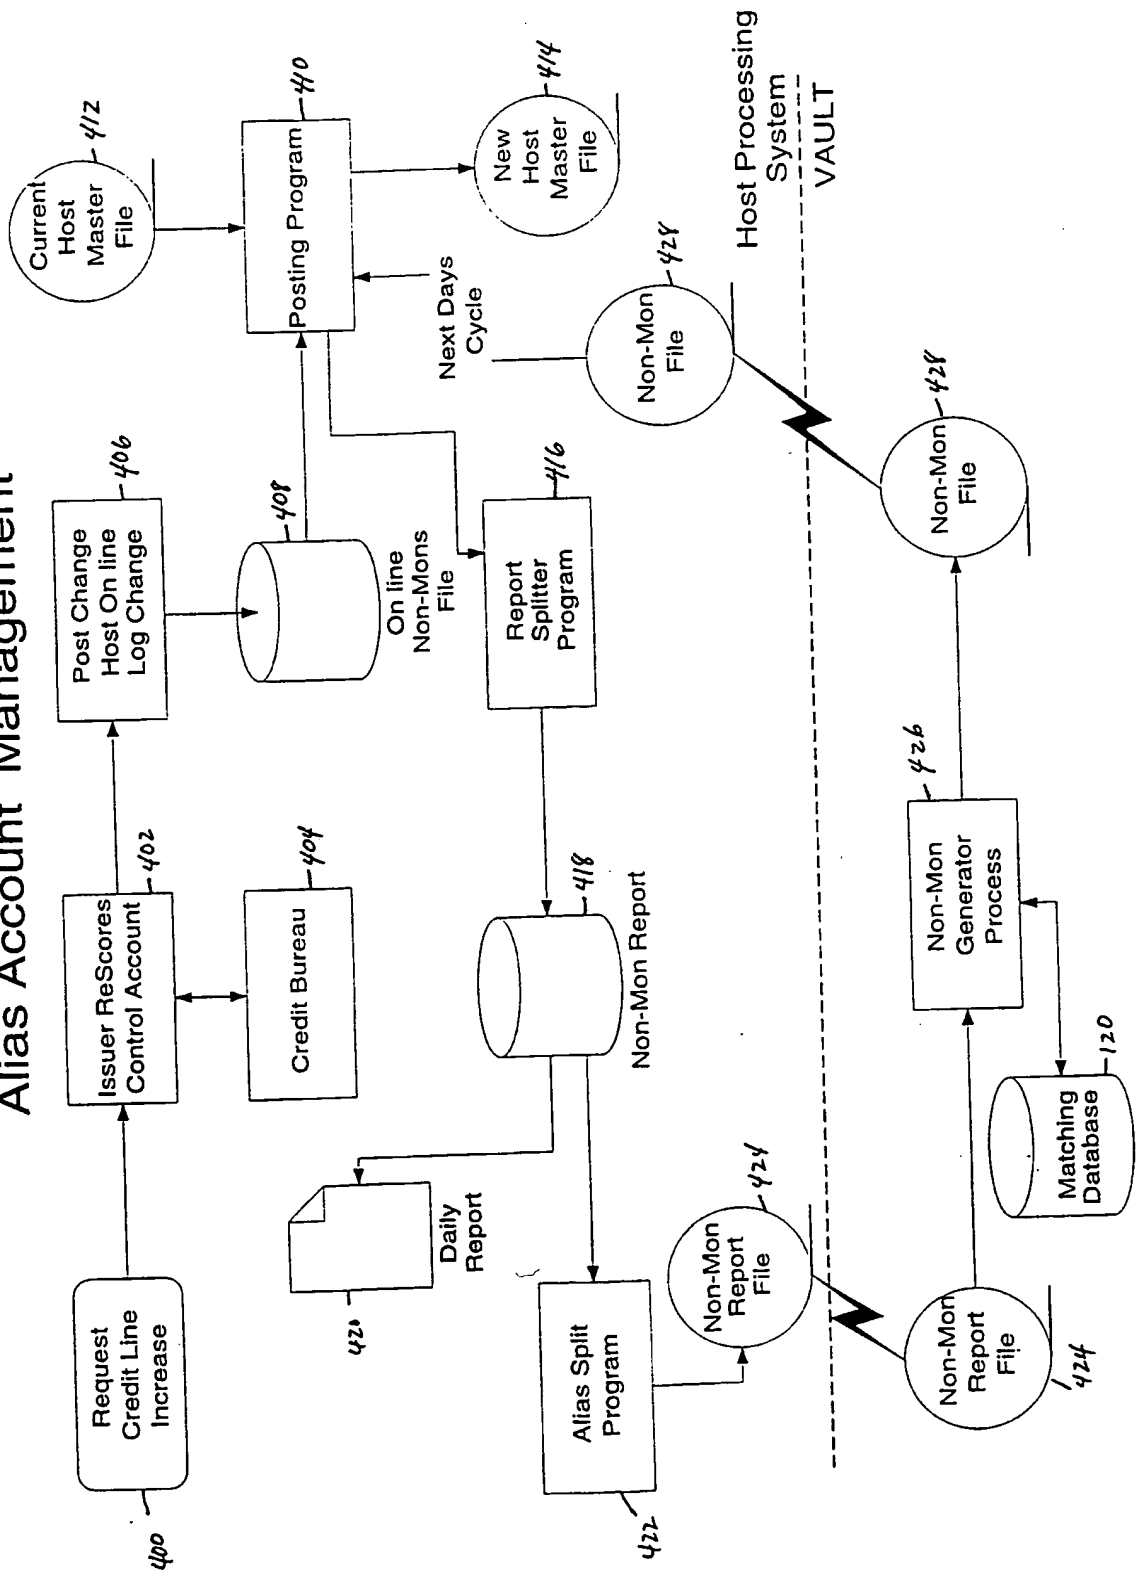 Alias Account Management
Request
Credit Line
Increase
400
Issuer ReScores
Control Account
402
Credit Bureau
404
Post Change
Host On line
Log Change
406
408
On line
Non-Mons
File
Current
Host
Master
File
412
Posting Program
410
New
Host
Master
File
414
Next Days
Cycle
Report
Splitter
Program
416
418
Non-Mon Report
Daily
Report
420
Alias Split
Program
422
Non-Mon
Report
File
424
Non-Mon
File
428
Host Processing
System
VAULT
Non-Mon
Report
File
424
Matching
Database
120
Non-Mon
Generator
Process
426
Non-Mon
File
428